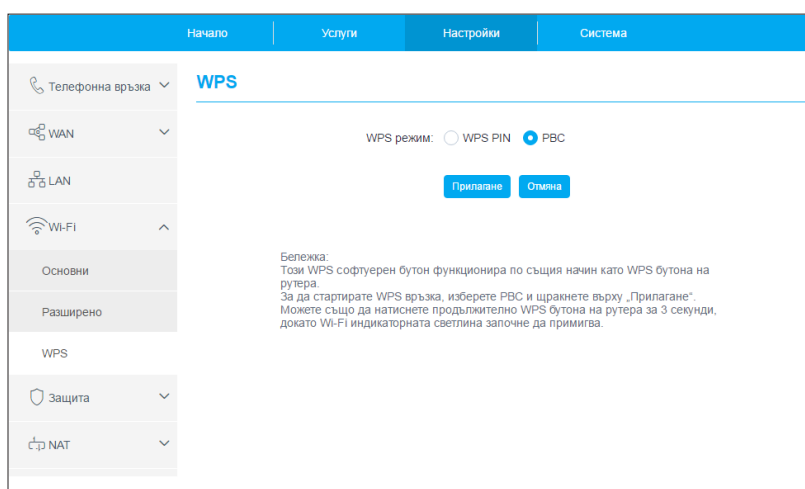 Начало
Услуги
Настройки
Система
Телефонна връзка
WAN
LAN
Wi-Fi
Основни
Разширено
WPS
Защита
NAT
WPS
WPS режим: WPS PIN PBC
Прилагане Отмяна
Бележка:
Този WPS софтуерен бутон функционира по същия начин като WPS бутона на
рутера.
За да стартирате WPS връзка, изберете PBC и щракнете върху „Прилагане“.
Можете също да натиснете продължително WPS бутона на рутера за 3 секунди,
докато Wi-Fi индикаторната светлина започне да примигва.